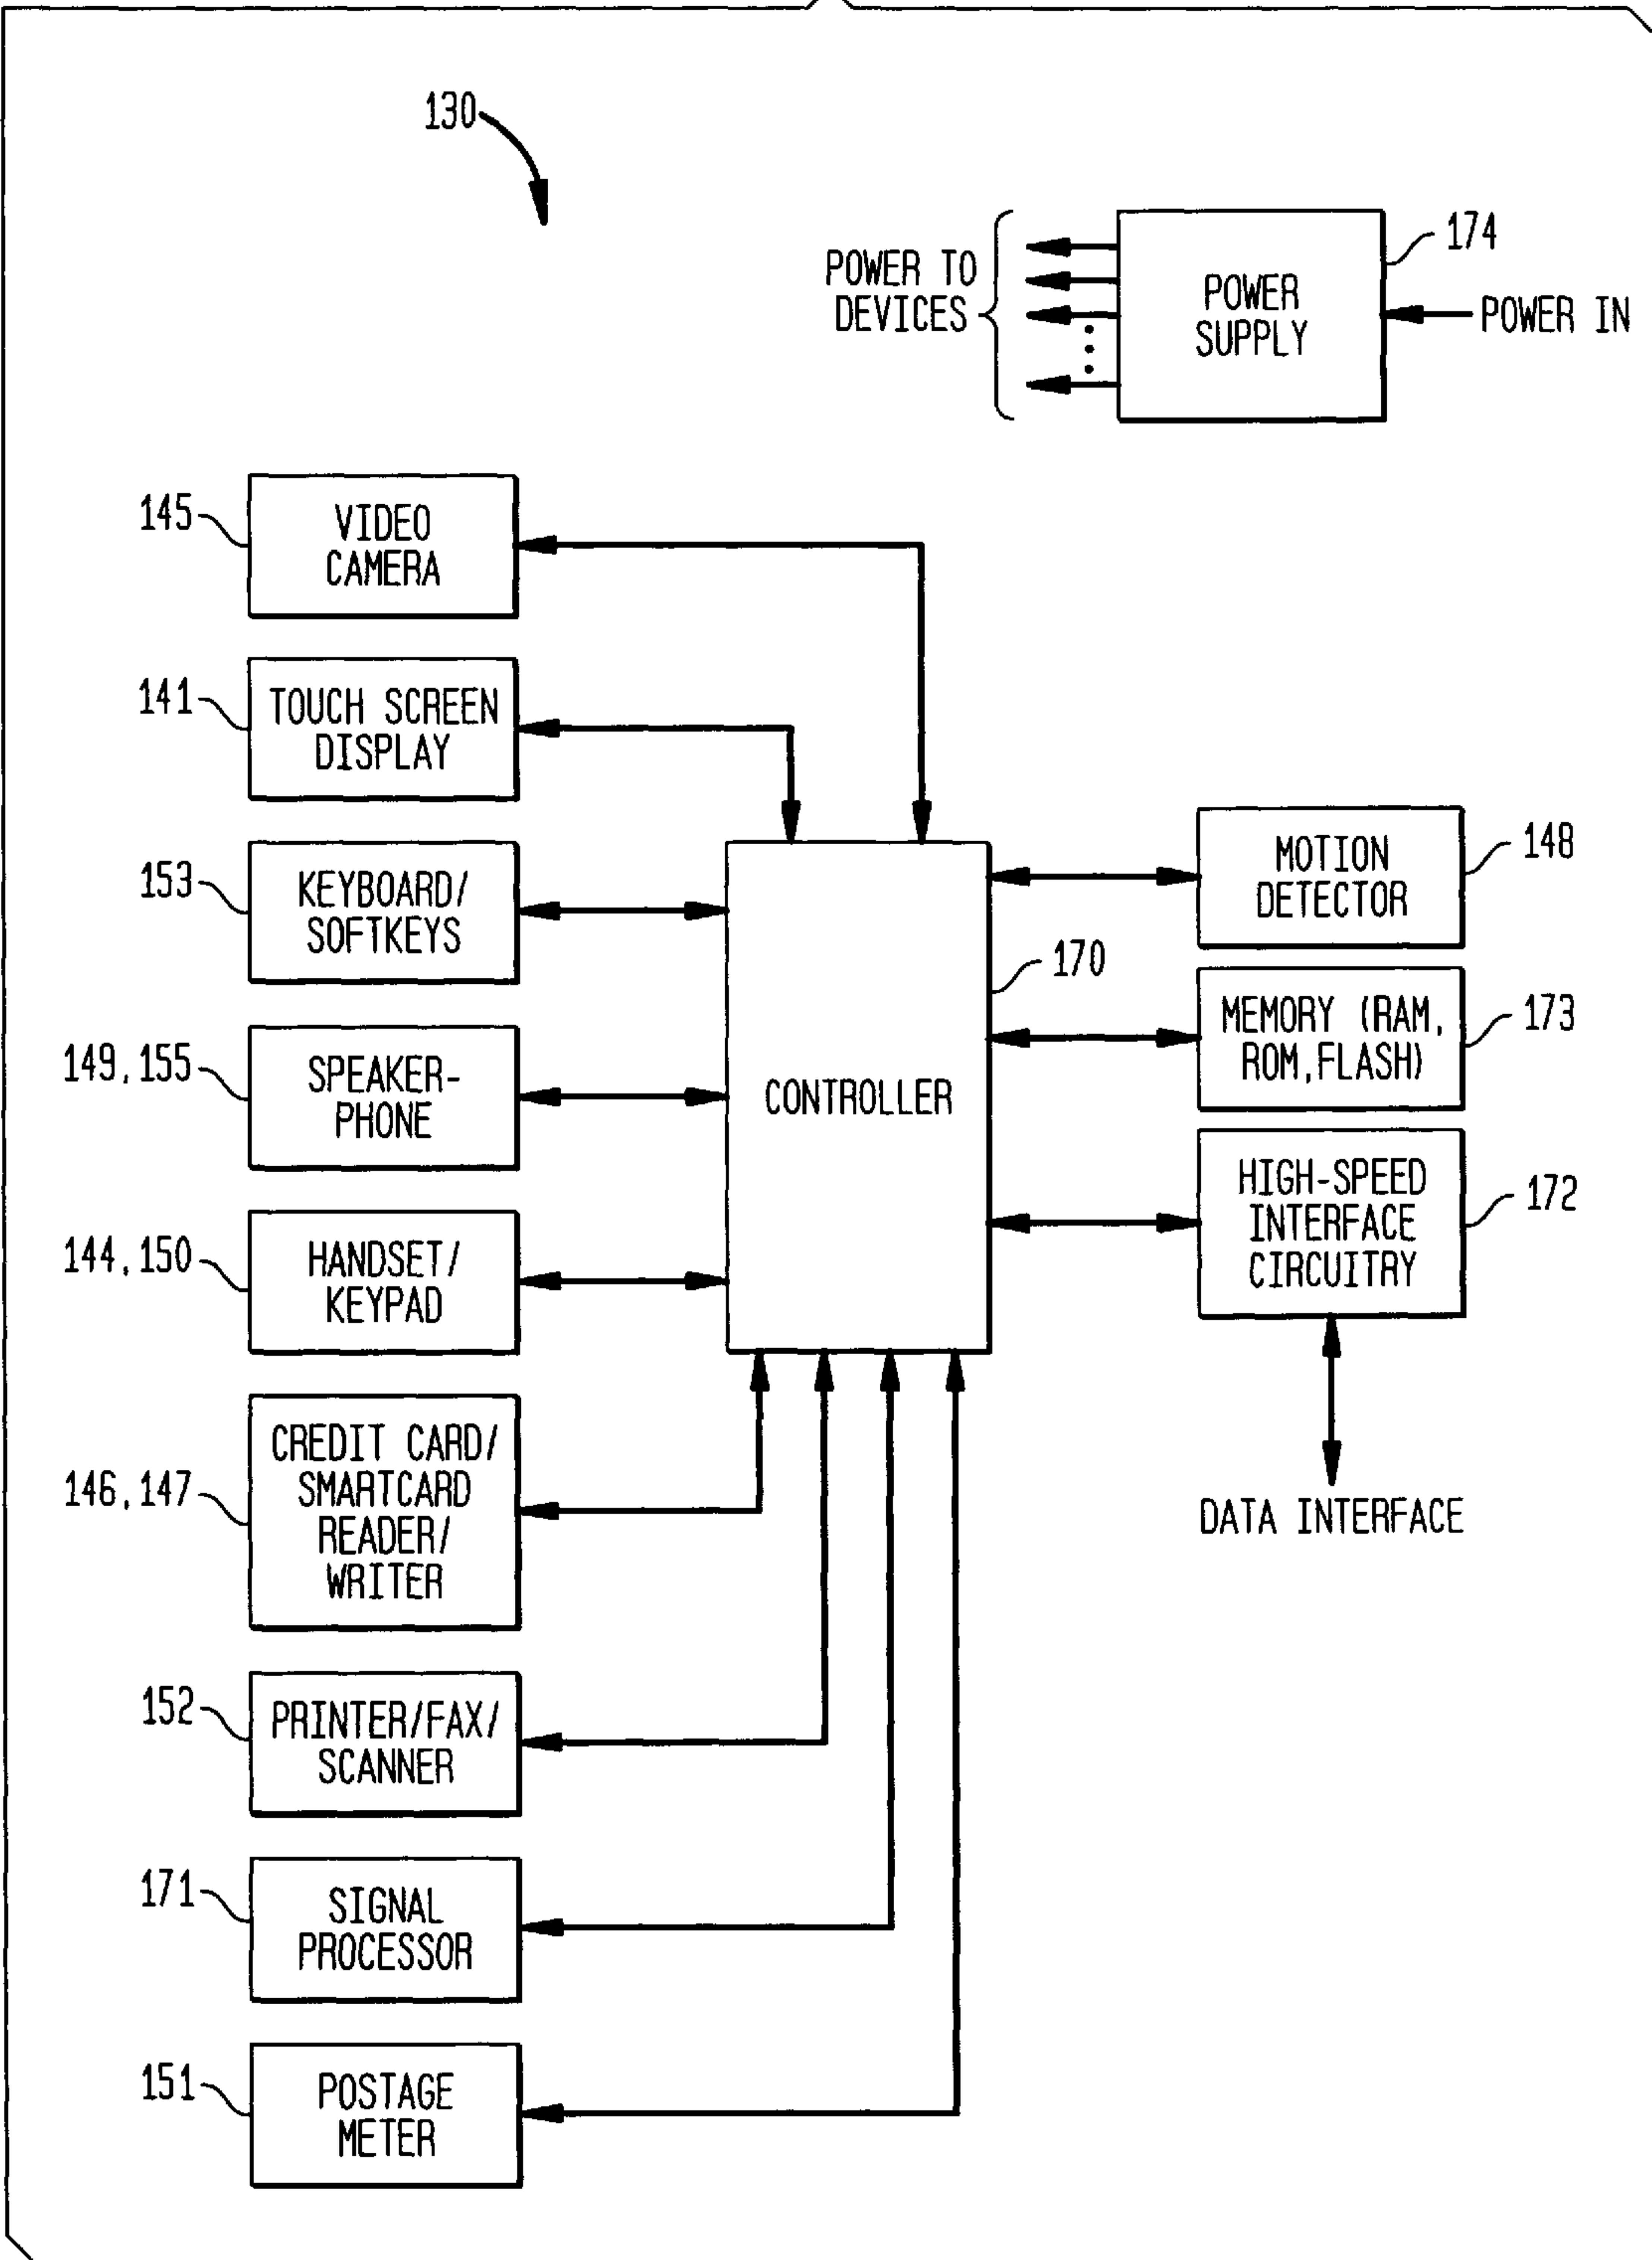 130
174
POWER TO
DEVICES
POWER
SUPPLY
POWER IN
145
VIDEO
CAMERA
141
TOUCH SCREEN
DISPLAY
153
KEYBOARD/
SOFTKEYS
149, 155
SPEAKER-
PHONE
144, 150
HANDSET/
KEYPAD
146, 147
CREDIT CARD/
SMARTCARD
READER/
WRITER
152
PRINTER/FAX/
SCANNER
171
SIGNAL
PROCESSOR
151
POSTAGE
METER
CONTROLLER
170
MOTION
DETECTOR
148
MEMORY (RAM,
ROM,FLASH)
173
HIGH-SPEED
INTERFACE
CIRCUITRY
172
DATA INTERFACE